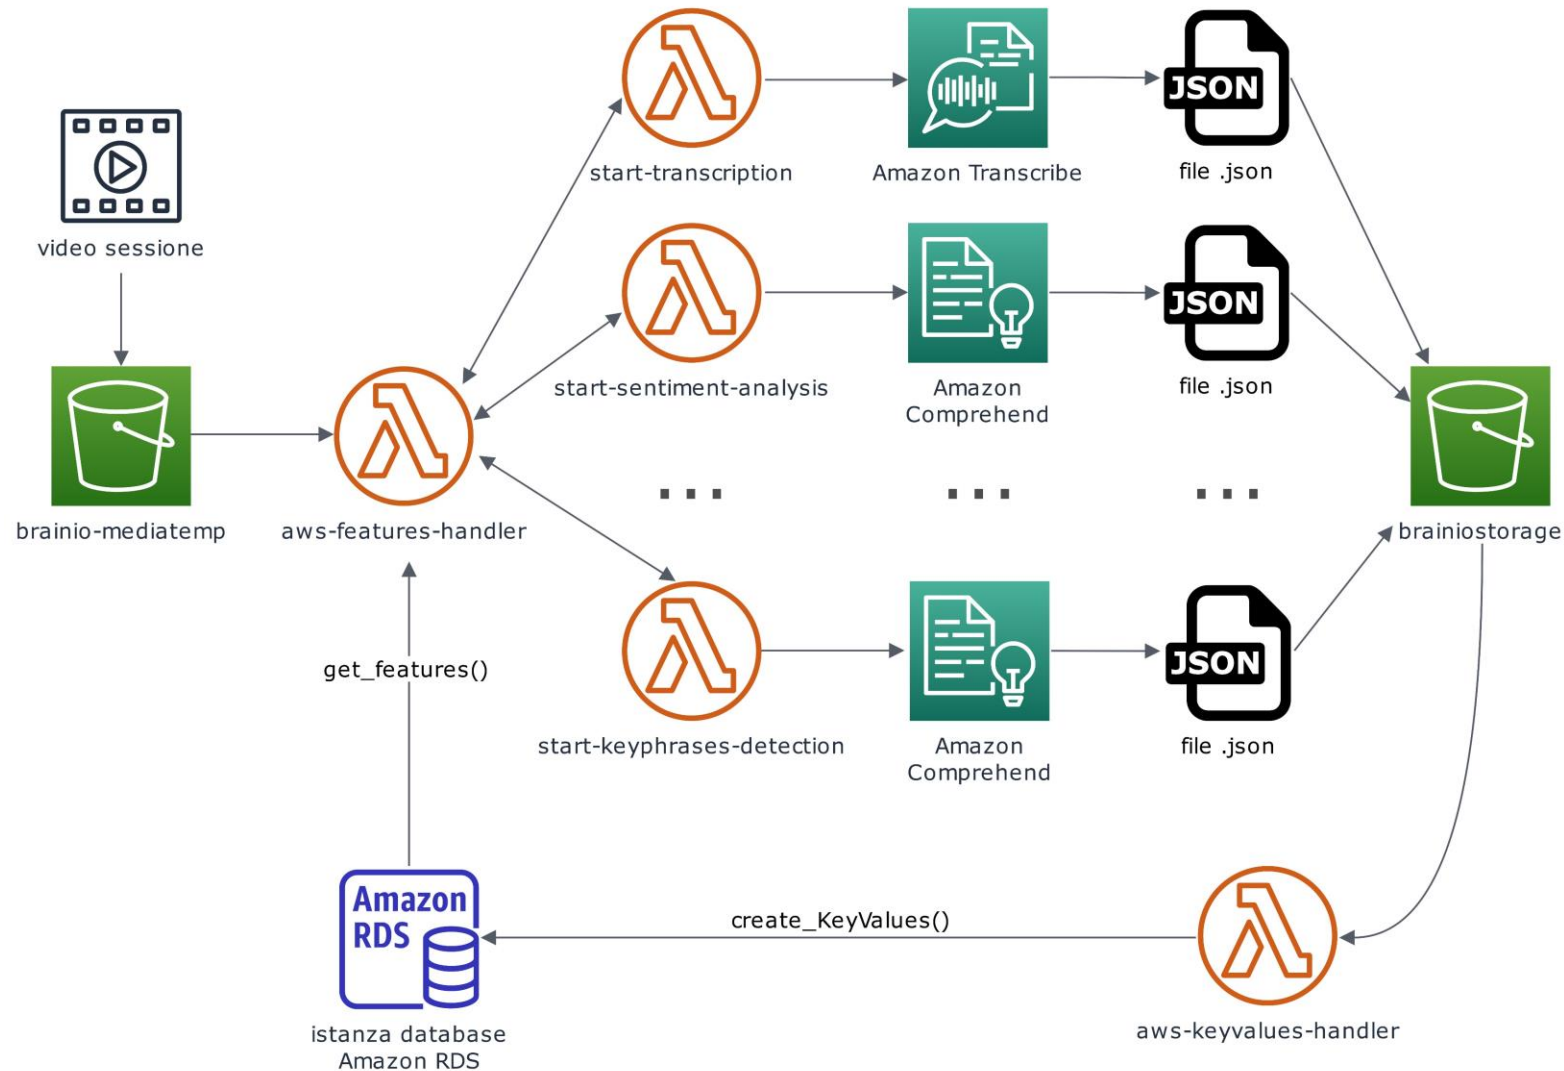 start-transcription
Amazon Transcribe
JSON
file .json
video sessione
start-sentiment-analysis
Amazon
Comprehend
JSON
file .json
brainio-mediatemp
aws-features-handler
...
...
...
brainiostorage
get_features()
start-keyphrases-detection
Amazon
Comprehend
JSON
file .json
Amazon
RDS
istanza database
Amazon RDS
create_KeyValues()
aws-keyvalues-handler